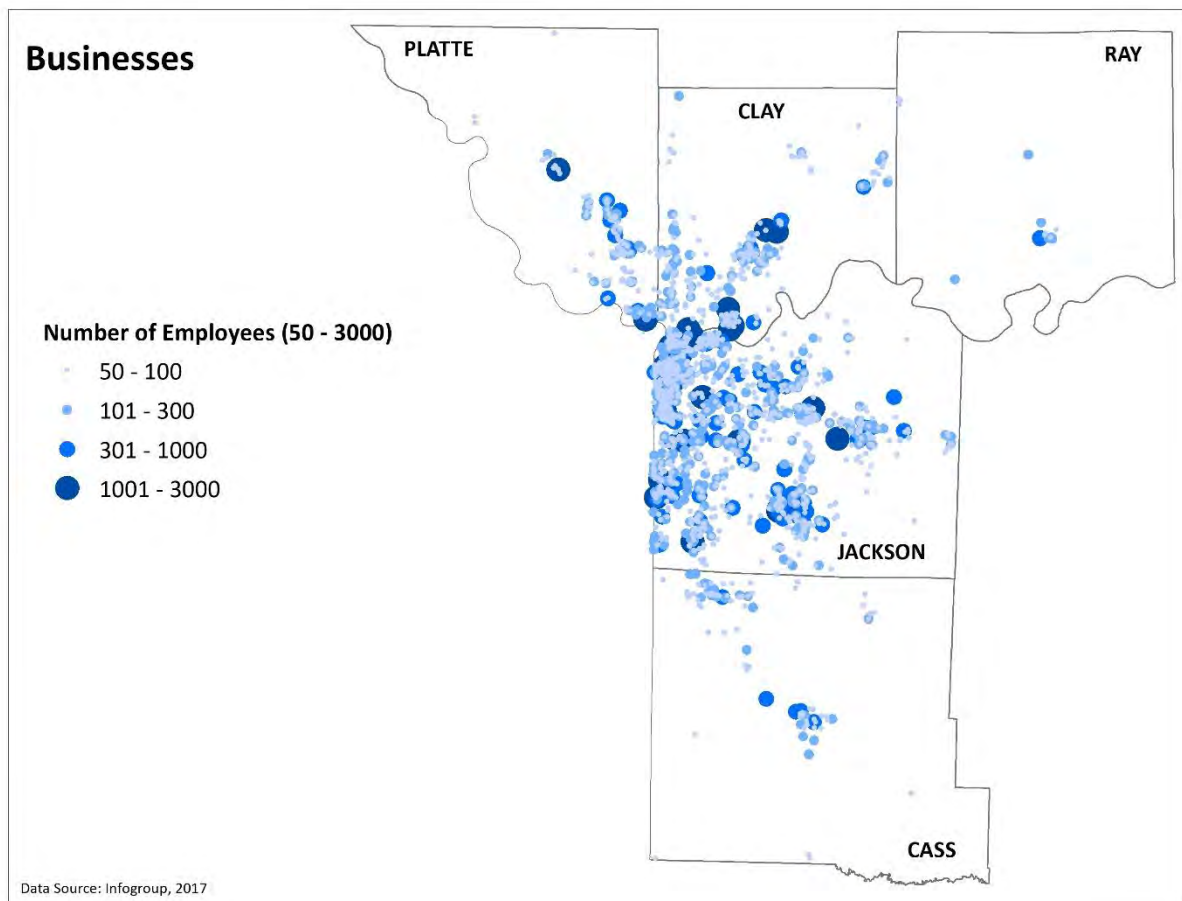 Businesses
PLATTE
RAY
CLAY
Number of Employees (50 - 3000)
50 - 100
101 - 300
301 - 1000
1001 - 3000
JACKSON
CASS
Data Source: Infogroup, 2017